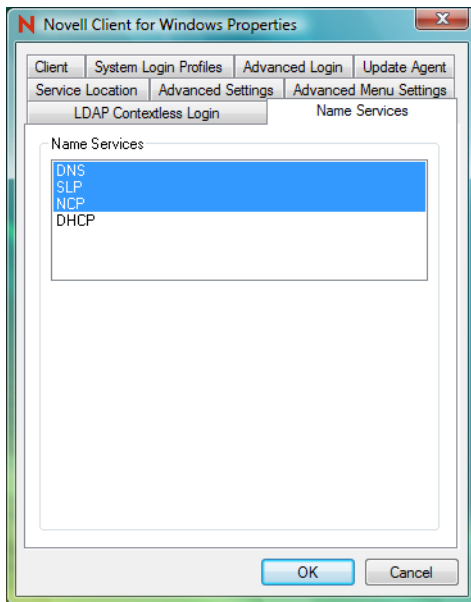 Novell Client for Windows Properties
Client System Login Profiles Advanced Login Update Agent
Service Location Advanced Settings Advanced Menu Settings
LDAP Contextless Login Name Services
Name Services
DNS
SLP
NCP
DHCP
OK Cancel